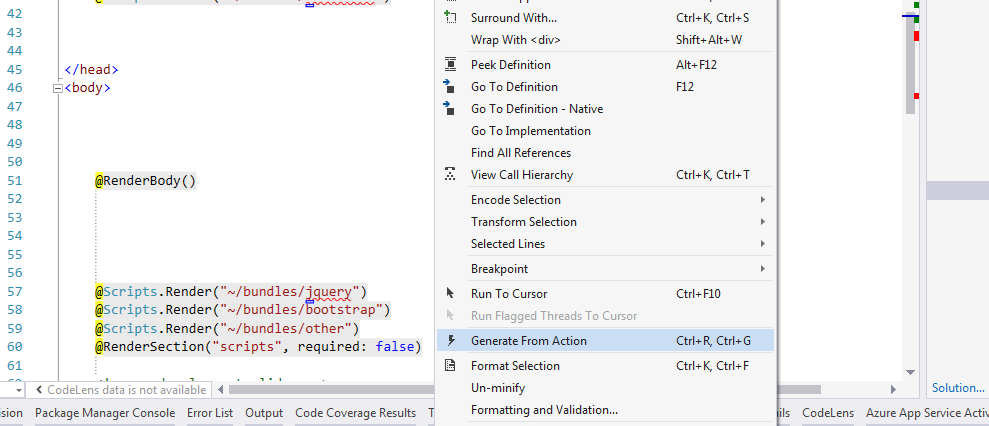 42
43
44
45 </head>
46 <body>
47
48
49
50
51 @RenderBody()
52
53
54
55
56
57 @Scripts.Render("~/bundles/jquery")
58 @Scripts.Render("~/bundles/bootstrap")
59 @Scripts.Render("~/bundles/other")
60 @RenderSection("scripts", required: false)
61
CodeLens data is not available
Surround With... Ctrl+K, Ctrl+S
Wrap With <div> Shift+Alt+W
Peek Definition Alt+F12
Go To Definition F12
Go To Definition - Native
Go To Implementation
Find All References
View Call Hierarchy Ctrl+K, Ctrl+T
Encode Selection
Transform Selection
Selected Lines
Breakpoint
Run To Cursor Ctrl+F10
Run Flagged Threads To Cursor
Generate From Action Ctrl+R, Ctrl+G
Format Selection Ctrl+K, Ctrl+F
Un-minify
Formatting and Validation...
Solution...
Package Manager Console Error List Output Code Coverage Results CodeLens Azure App Service